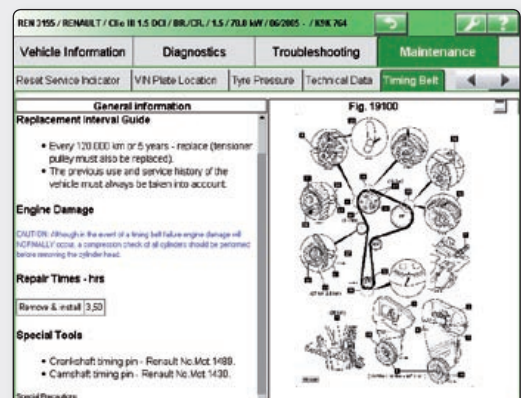 REN 3155 / RENAULT / Clio III 1.5 DCI / BR./CR. / 1.5 / 70.0 kW / 06/2005 - / K9K 764
?
Vehicle Information
Diagnostics
Troubleshooting
Maintenance
Reset Service Indicator
VIN Plate Location
Tyre Pressure
Technical Data
Timing Belt
General information
Replacement Interval Guide
• Every 120.000 km or 5 years - replace (tensioner
pulley must also be
replaced).
• The previous use and service history of the
vehicle must always be taken into account.
Engine Damage
CAUTION: Although in the event of a timing belt failure engine damage will
NORMALLY occur, a compression check of all cylinders should be performed
before removing the cylinder head.
Repair Times - hrs
Remove & install 3,50
Special Tools
• Crankshaft timing pin - Renault No.Mot 1489.
• Camshaft timing pin - Renault No.Mot 1430.
Special Precautions
Fig. 19100